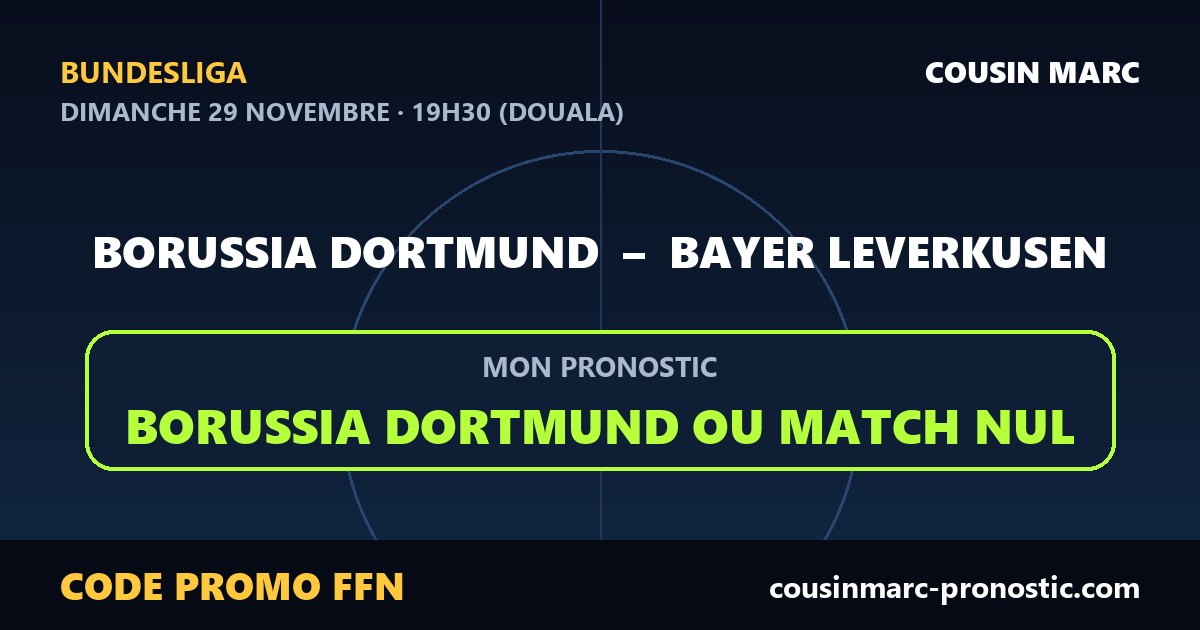 BUNDESLIGA
COUSIN MARC
DIMANCHE 29 NOVEMBRE · 19H30 (DOUALA)
BORUSSIA DORTMUND – BAYER LEVERKUSEN
MON PRONOSTIC
BORUSSIA DORTMUND OU MATCH NUL
CODE PROMO FFN
cousinmarc-pronostic.com